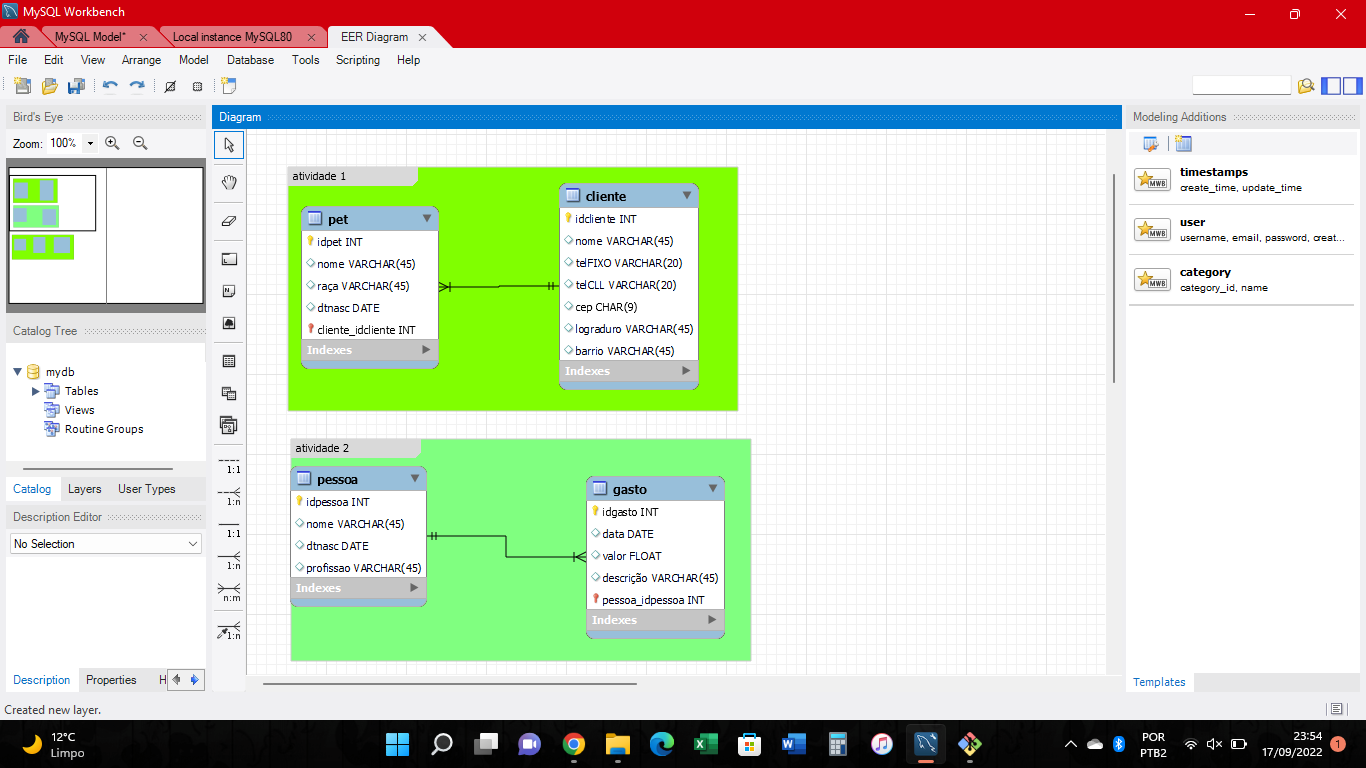 MySQL Workbench
MySQL Model*
Local instance MySQL80
EER Diagram
File Edit View Arrange Model Database Tools Scripting Help
Bird's Eye
Zoom: 100%
Catalog Tree
mydb
Tables
Views
Routine Groups
Catalog Layers User Types
Description Editor
No Selection
Description Properties H
Created new layer.
Diagram
1:1
1:n
1:1
1:n
n:m
1:n
atividade 1
pet
idpet INT
nome VARCHAR(45)
raça VARCHAR(45)
dtnasc DATE
cliente_idcliente INT
Indexes
cliente
idcliente INT
nome VARCHAR(45)
telFIXO VARCHAR(20)
telCLL VARCHAR(20)
cep CHAR(9)
lograduro VARCHAR(45)
barrio VARCHAR(45)
Indexes
atividade 2
pessoa
idpessoa INT
nome VARCHAR(45)
dtnasc DATE
profissao VARCHAR(45)
Indexes
gasto
idgasto INT
data DATE
valor FLOAT
descrição VARCHAR(45)
pessoa_idpessoa INT
Indexes
Modeling Additions
MWB
timestamps
create_time, update_time
MWB
user
username, email, password, creat...
MWB
category
category_id, name
Templates
12°C
Limpo
POR
PTB2
23:54
17/09/2022
1